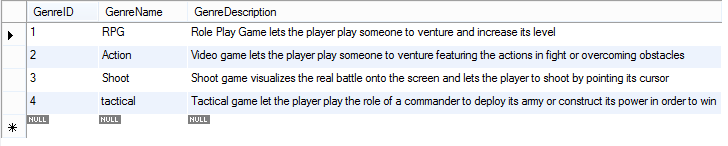 GenreID GenreName GenreDescription
1 RPG Role Play Game lets the player play someone to venture and increase its level
2 Action Video game lets the player play someone to venture featuring the actions in fight or overcoming obstacles
3 Shoot Shoot game visualizes the real battle onto the screen and lets the player to shoot by pointing its cursor
4 tactical Tactical game let the player play the role of a commander to deploy its army or construct its power in order to win
NULL NULL NULL